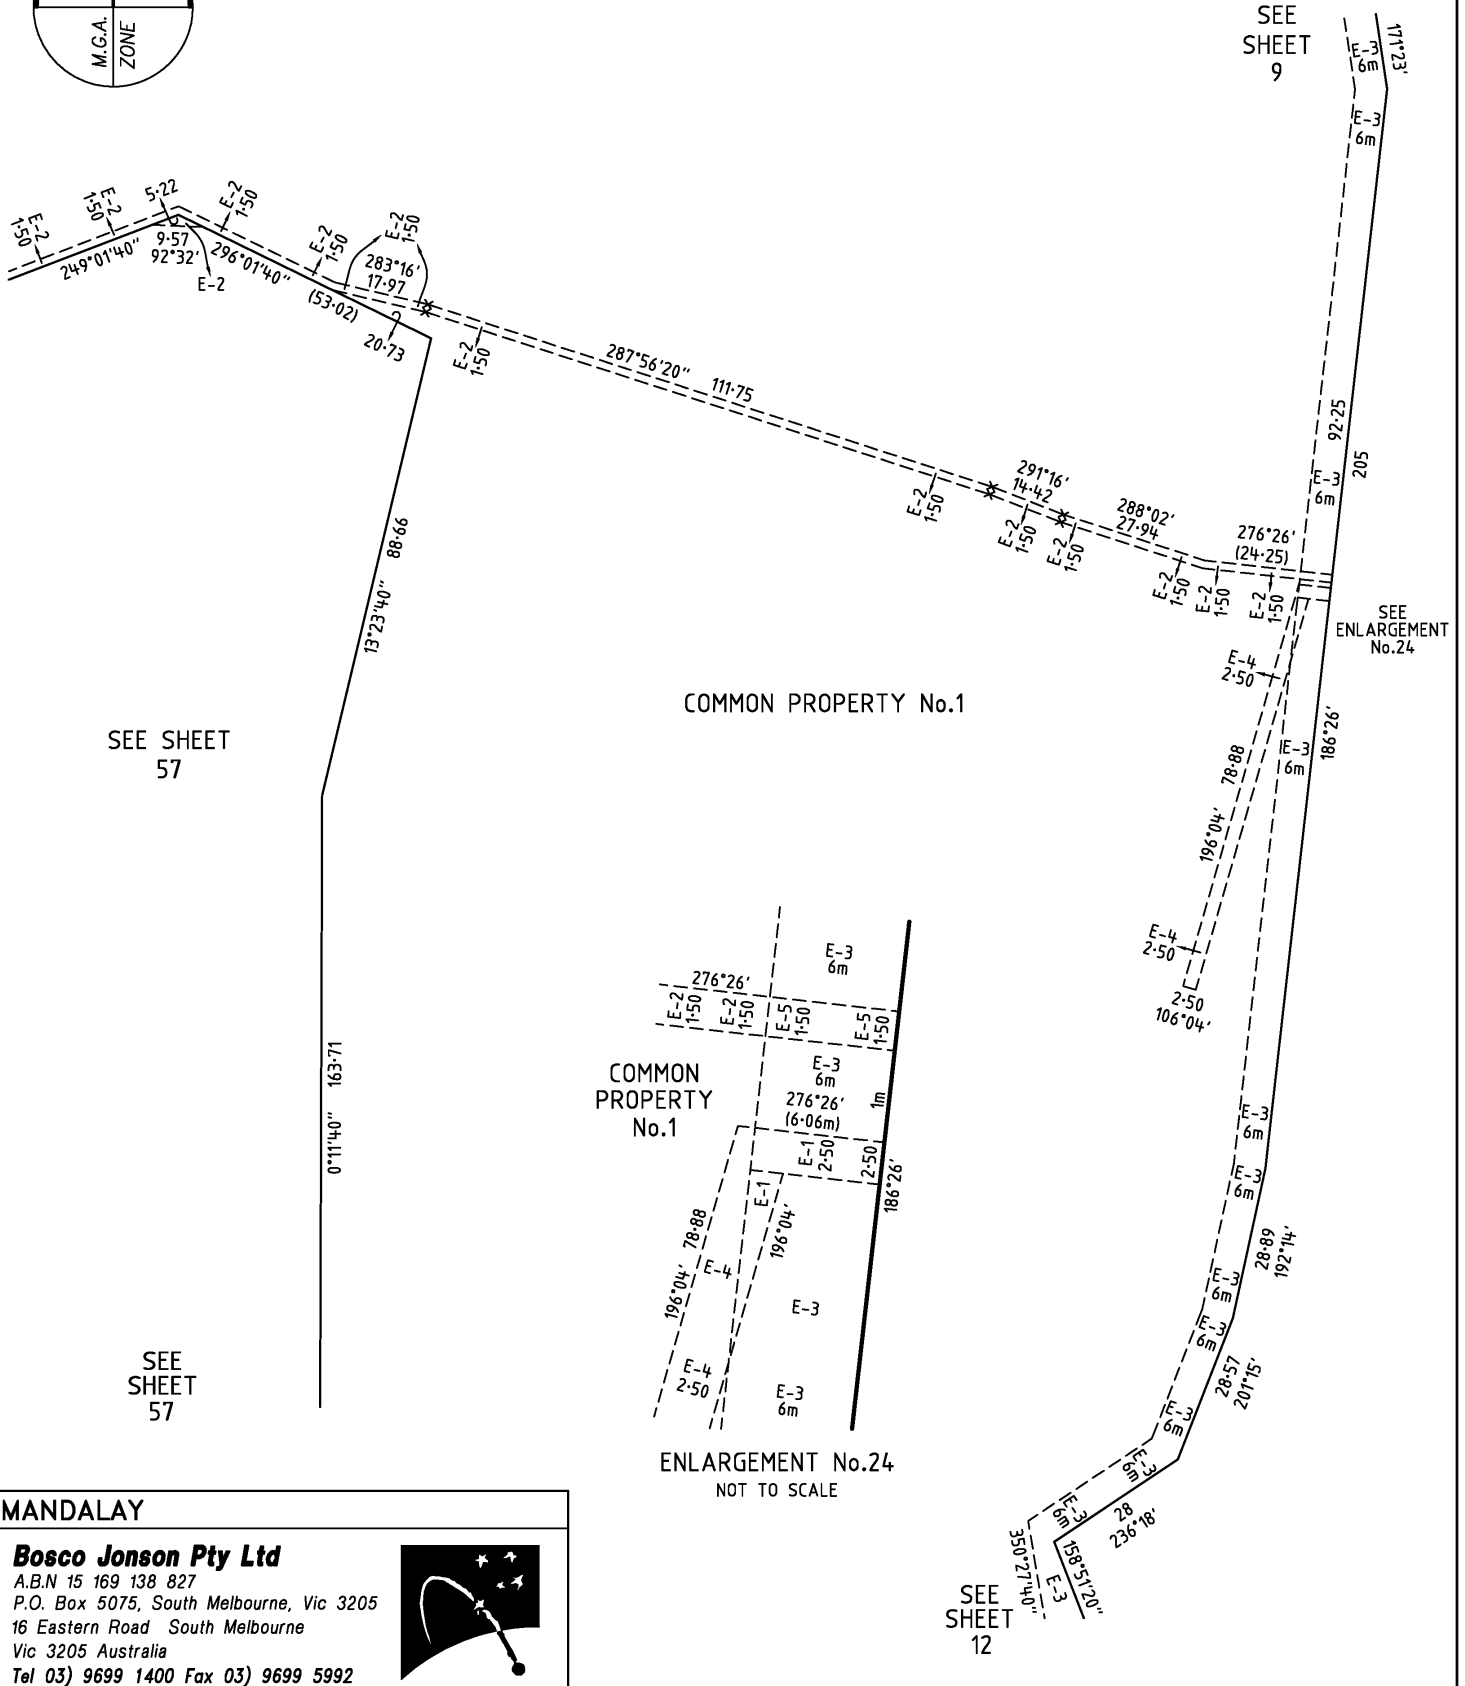 M.G.A.
ZONE
SEE
SHEET
9
171°23'
E-3
6m
E-3
6m
E-2
1·50
E-2
1·50
5·22
E-2
1·50
E-2
1·50
E-2
1·50
249°01'40"
9·57
92°32'
E-2
296°01'40"
(53·02)
283°16'
17·97
20·73
E-2
1·50
287°56'20"
111·75
E-2
1·50
291°16'
14·42
E-2
1·50
E-2
1·50
288°02'
27·94
E-2
1·50
276°26'
(24·25)
E-2
1·50
E-2
1·50
92·25
205
E-3
6m
SEE
ENLARGEMENT
No.24
88·66
13°23'40"
E-4
2·50
COMMON PROPERTY No.1
186°26'
SEE SHEET
57
E-3
6m
78·88
196°04'
E-4
2·50
2·50
106°04'
163·71
0°11'40"
E-3
6m
276°26'
E-2
1·50
E-2
1·50
E-5
1·50
E-5
1·50
COMMON
PROPERTY
No.1
E-3
6m
276°26'
(6·06m)
1m
E-1
2·50
2·50
E-1
186°26'
78·88
196°04'
196°04'
E-4
E-3
E-4
2·50
E-3
6m
ENLARGEMENT No.24
NOT TO SCALE
E-3
6m
E-3
6m
28·89
192°14'
E-3
6m
E-3
6m
28·57
201°15'
E-3
6m
E-3
6m
E-3
6m
28
236°18'
350°27'40"
E-3
158°51'20"
SEE
SHEET
12
SEE
SHEET
57
MANDALAY
Bosco Jonson Pty Ltd
A.B.N 15 169 138 827
P.O. Box 5075, South Melbourne, Vic 3205
16 Eastern Road South Melbourne
Vic 3205 Australia
Tel 03) 9699 1400 Fax 03) 9699 5992